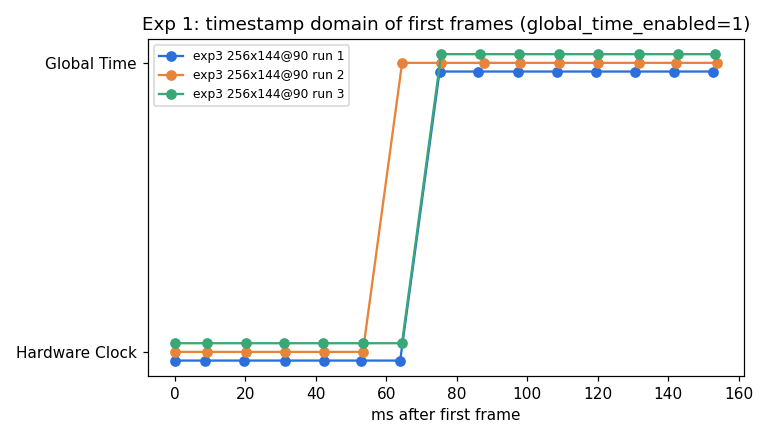 Exp 1: timestamp domain of first frames (global_time_enabled=1)
Global Time
exp3 256x144@90 run 1
exp3 256x144@90 run 2
exp3 256x144@90 run 3
Hardware Clock
0 20 40 60 80 100 120 140 160
ms after first frame